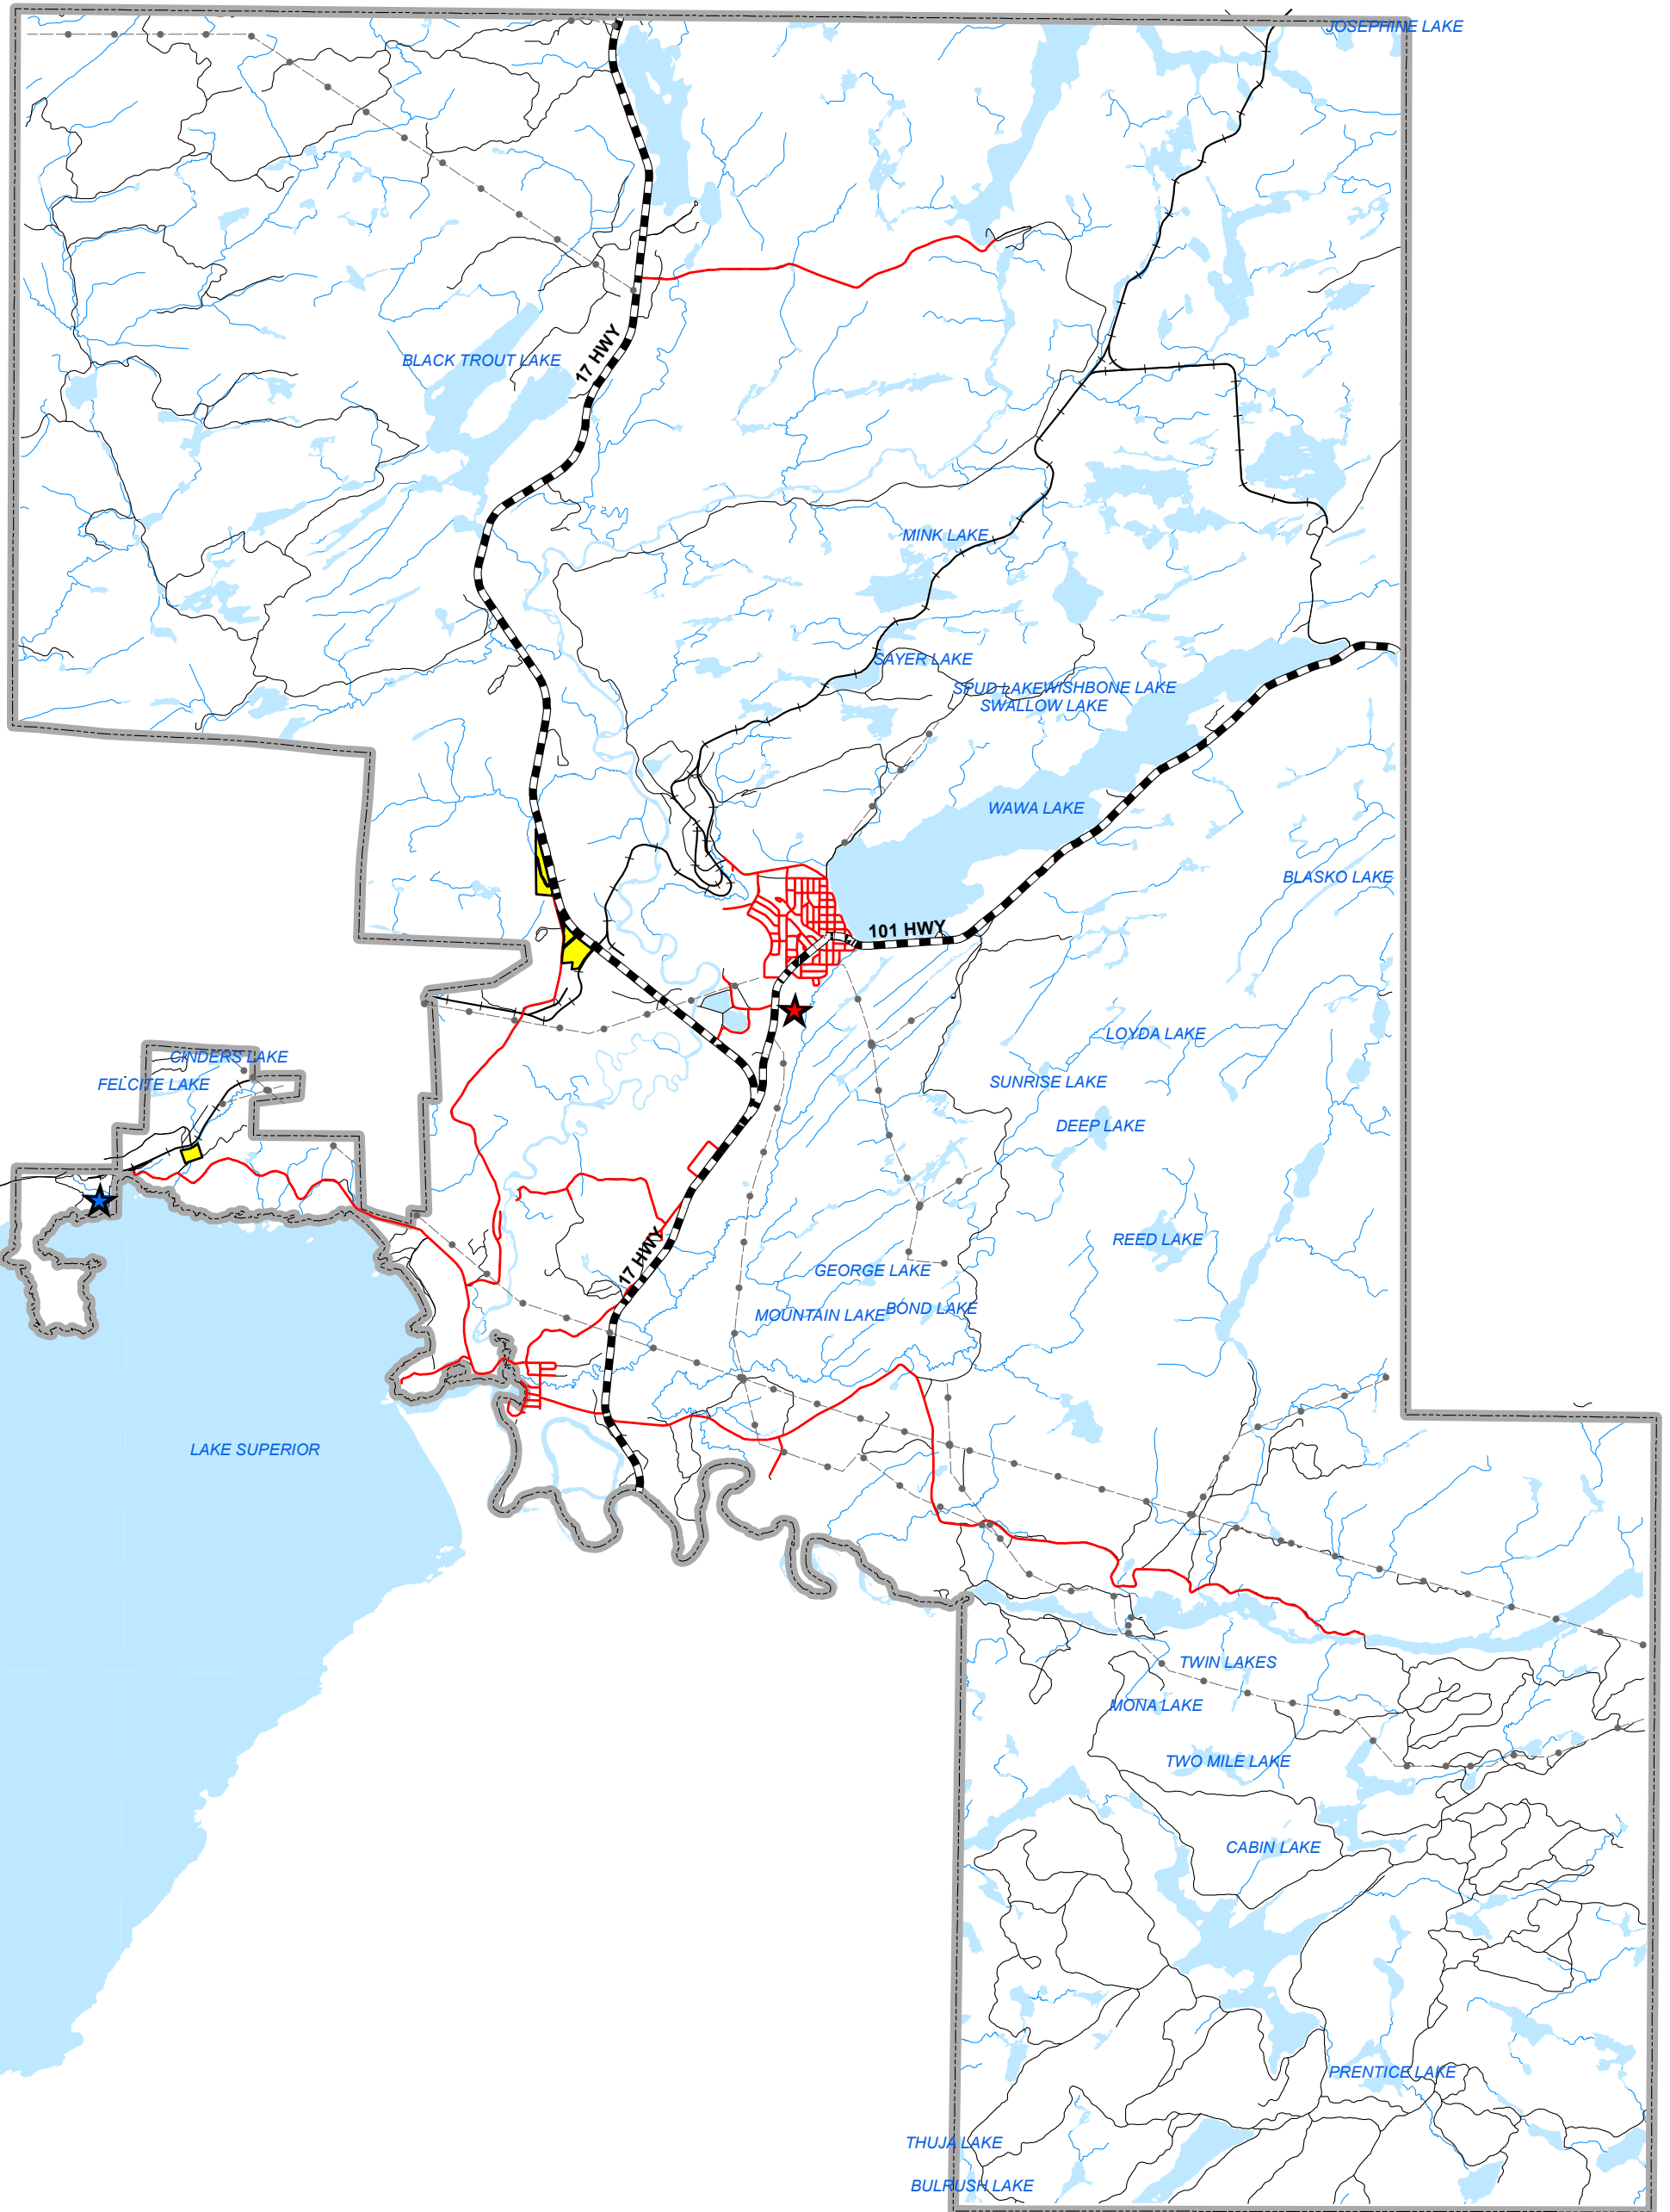 JOSEPHINE LAKE
17 HWY
BLACK TROUT LAKE
MINK LAKE
SAYER LAKE
SPUD LAKE
WISHBONE LAKE
SWALLOW LAKE
WAWA LAKE
BLASKO LAKE
101 HWY
LOYDA LAKE
CINDERS LAKE
FELCITE LAKE
SUNRISE LAKE
DEEP LAKE
REED LAKE
17 HWY
GEORGE LAKE
MOUNTAIN LAKE
BOND LAKE
LAKE SUPERIOR
TWIN LAKES
MONA LAKE
TWO MILE LAKE
CABIN LAKE
PRENTICE LAKE
THUJA LAKE
BULRUSH LAKE